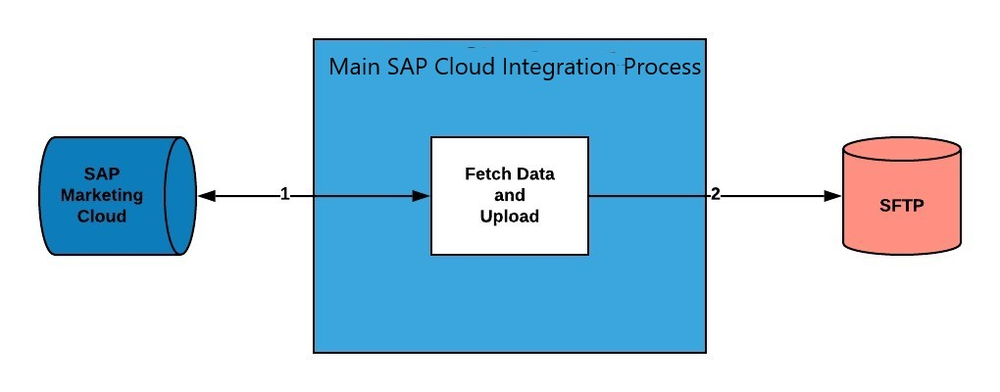 Main SAP Cloud Integration Process
SAP
Marketing
Cloud
1
Fetch Data
and
Upload
2
SFTP